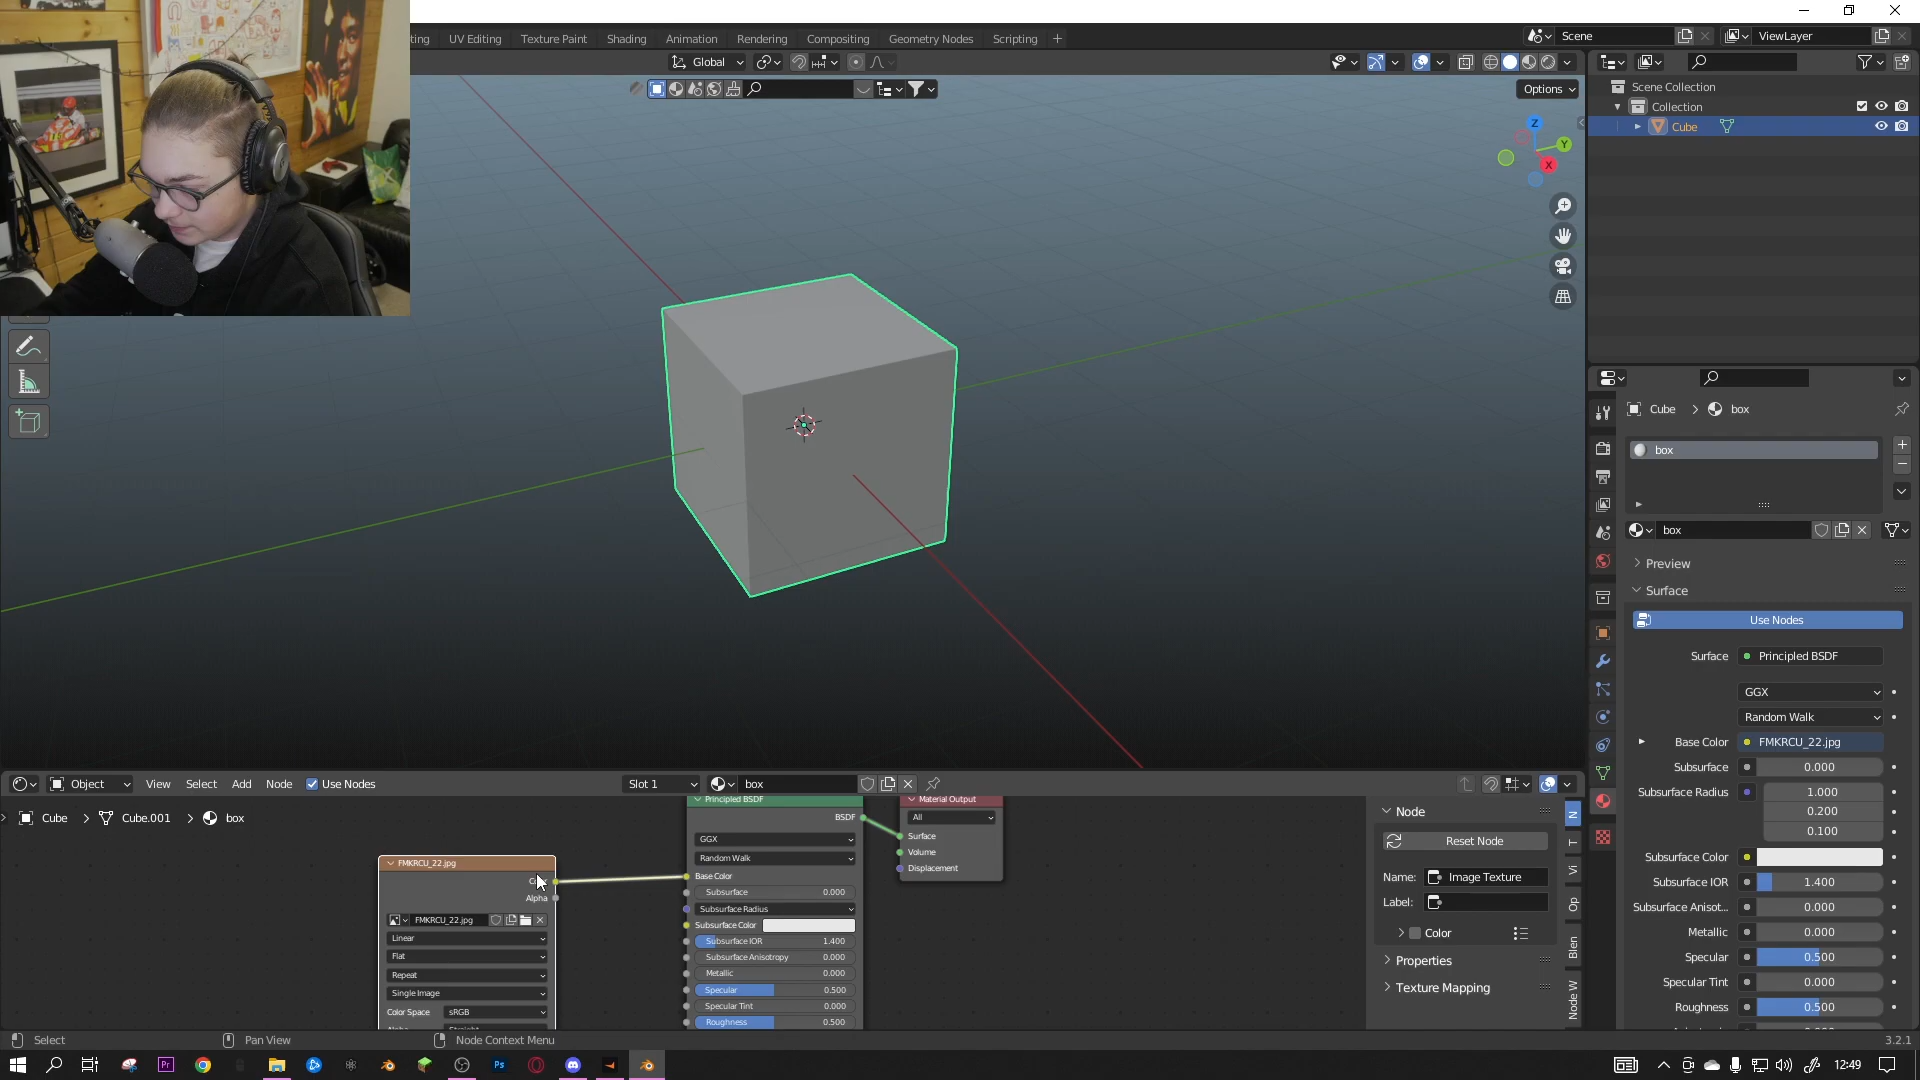 ting
UV Editing
Texture Paint
Shading
Animation
Rendering
Compositing
Geometry Nodes
Scripting
Scene
ViewLayer
Global
Options
Scene Collection
Collection
Cube
Z
Y
X
Cube
box
box
box
Preview
Surface
Use Nodes
Surface
Principled BSDF
GGX
Random Walk
Base Color
FMKRCU_22.jpg
Subsurface
0.000
Subsurface Radius
1.000
0.200
0.100
Subsurface Color
Subsurface IOR
1.400
Subsurface Anisot...
0.000
Metallic
0.000
Specular
0.500
Specular Tint
0.000
Roughness
0.500
Object
View
Select
Add
Node
Use Nodes
Slot 1
box
Cube
Cube.001
box
FMKRCU_22.jpg
Alpha
FMKRCU_22.jpg
Linear
Flat
Repeat
Single Image
Color Space
sRGB
Principled BSDF
BSDF
GGX
Random Walk
Base Color
Subsurface
0.000
Subsurface Radius
Subsurface Color
Subsurface IOR
1.400
Subsurface Anisotropy
0.000
Metallic
0.000
Specular
0.500
Specular Tint
0.000
Roughness
0.500
Material Output
All
Surface
Volume
Displacement
Node
Reset Node
Name:
Image Texture
Label:
Color
Properties
Texture Mapping
N
T
Vi
Op
Blen
Node W
Select
Pan View
Node Context Menu
3.2.1
Pr
Ps
12:49